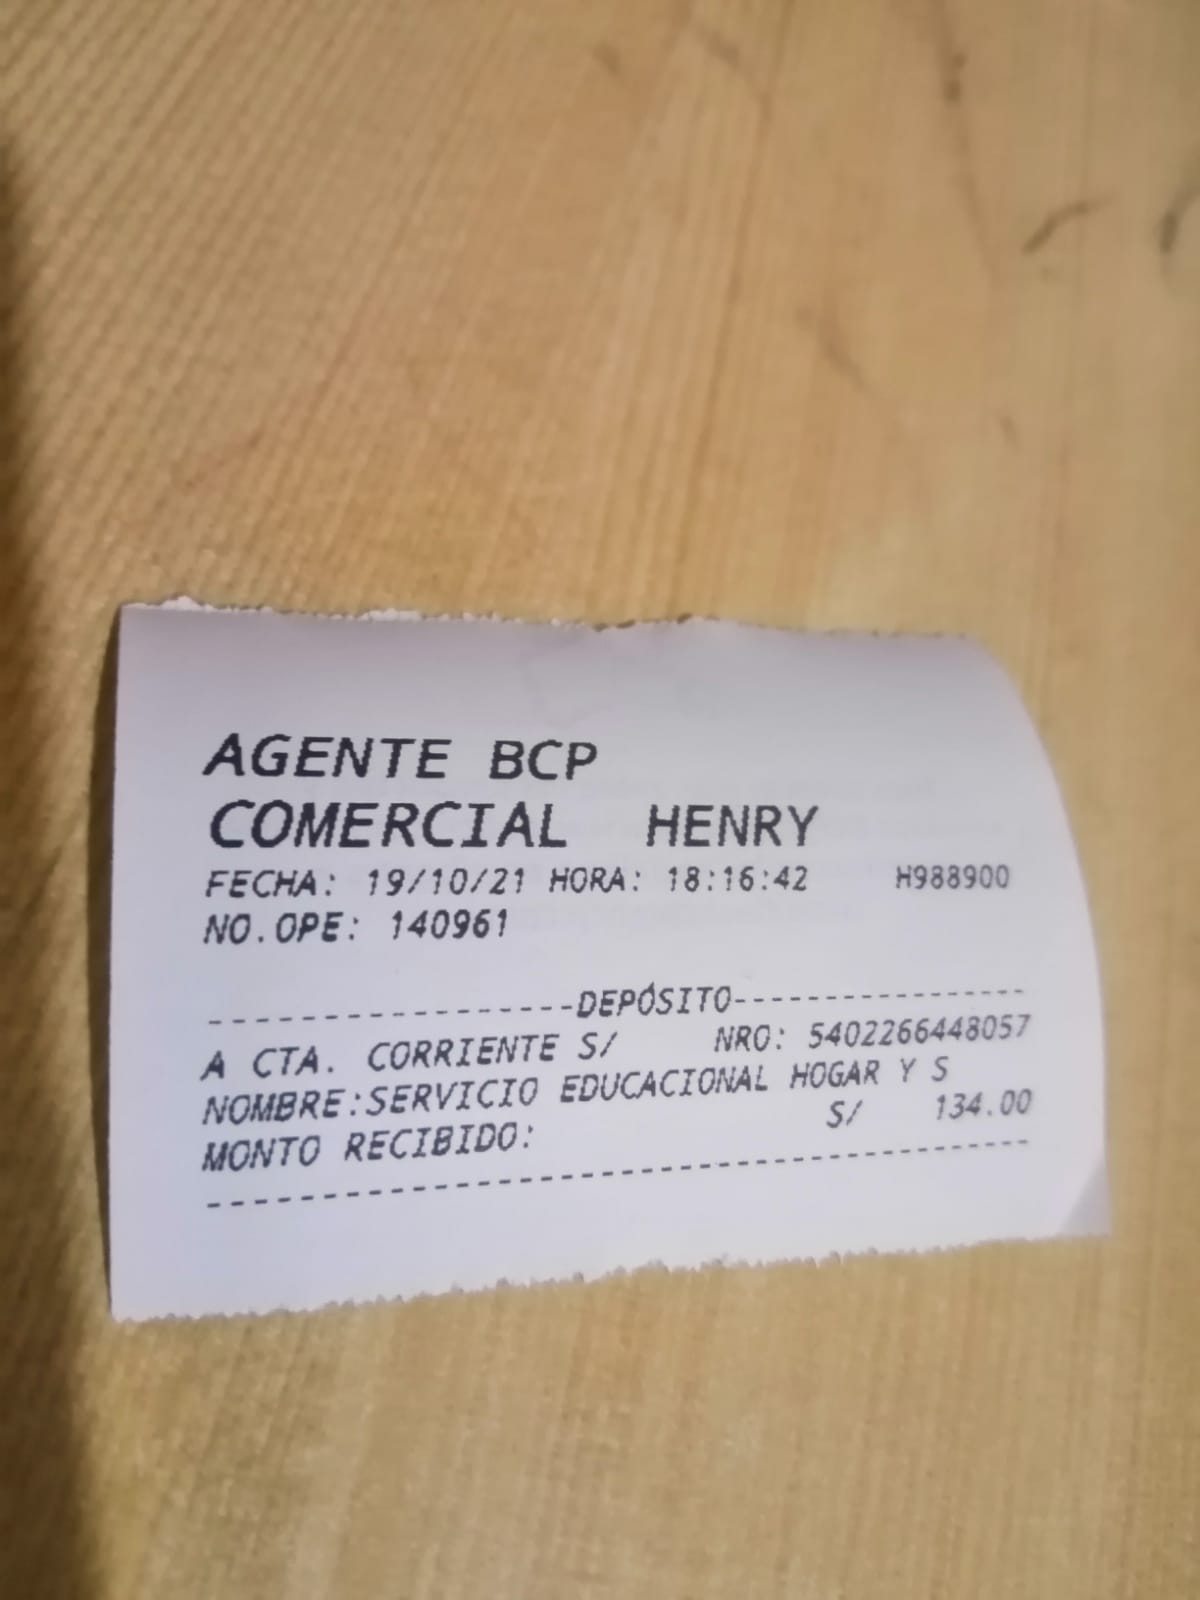 AGENTE BCP
COMERCIAL HENRY
FECHA: 19/10/21 HORA: 18:16:42 H988900
NO.OPE: 140961
-----------------DEPÓSITO----------------
A CTA. CORRIENTE S/ NRO: 5402266448057
NOMBRE:SERVICIO EDUCACIONAL HOGAR Y S
MONTO RECIBIDO: S/ 134.00
------------------------------------